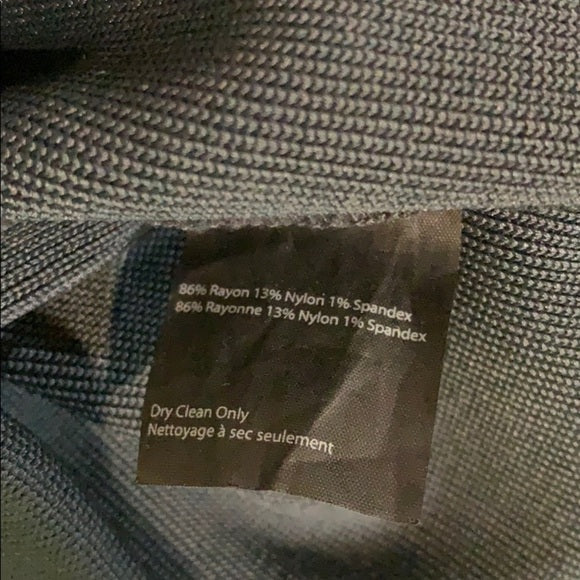 86% Rayon 13% Nylon 1% Spandex
86% Rayonne 13% Nylon 1% Spandex
Dry Clean Only
Nettoyage à sec seulement